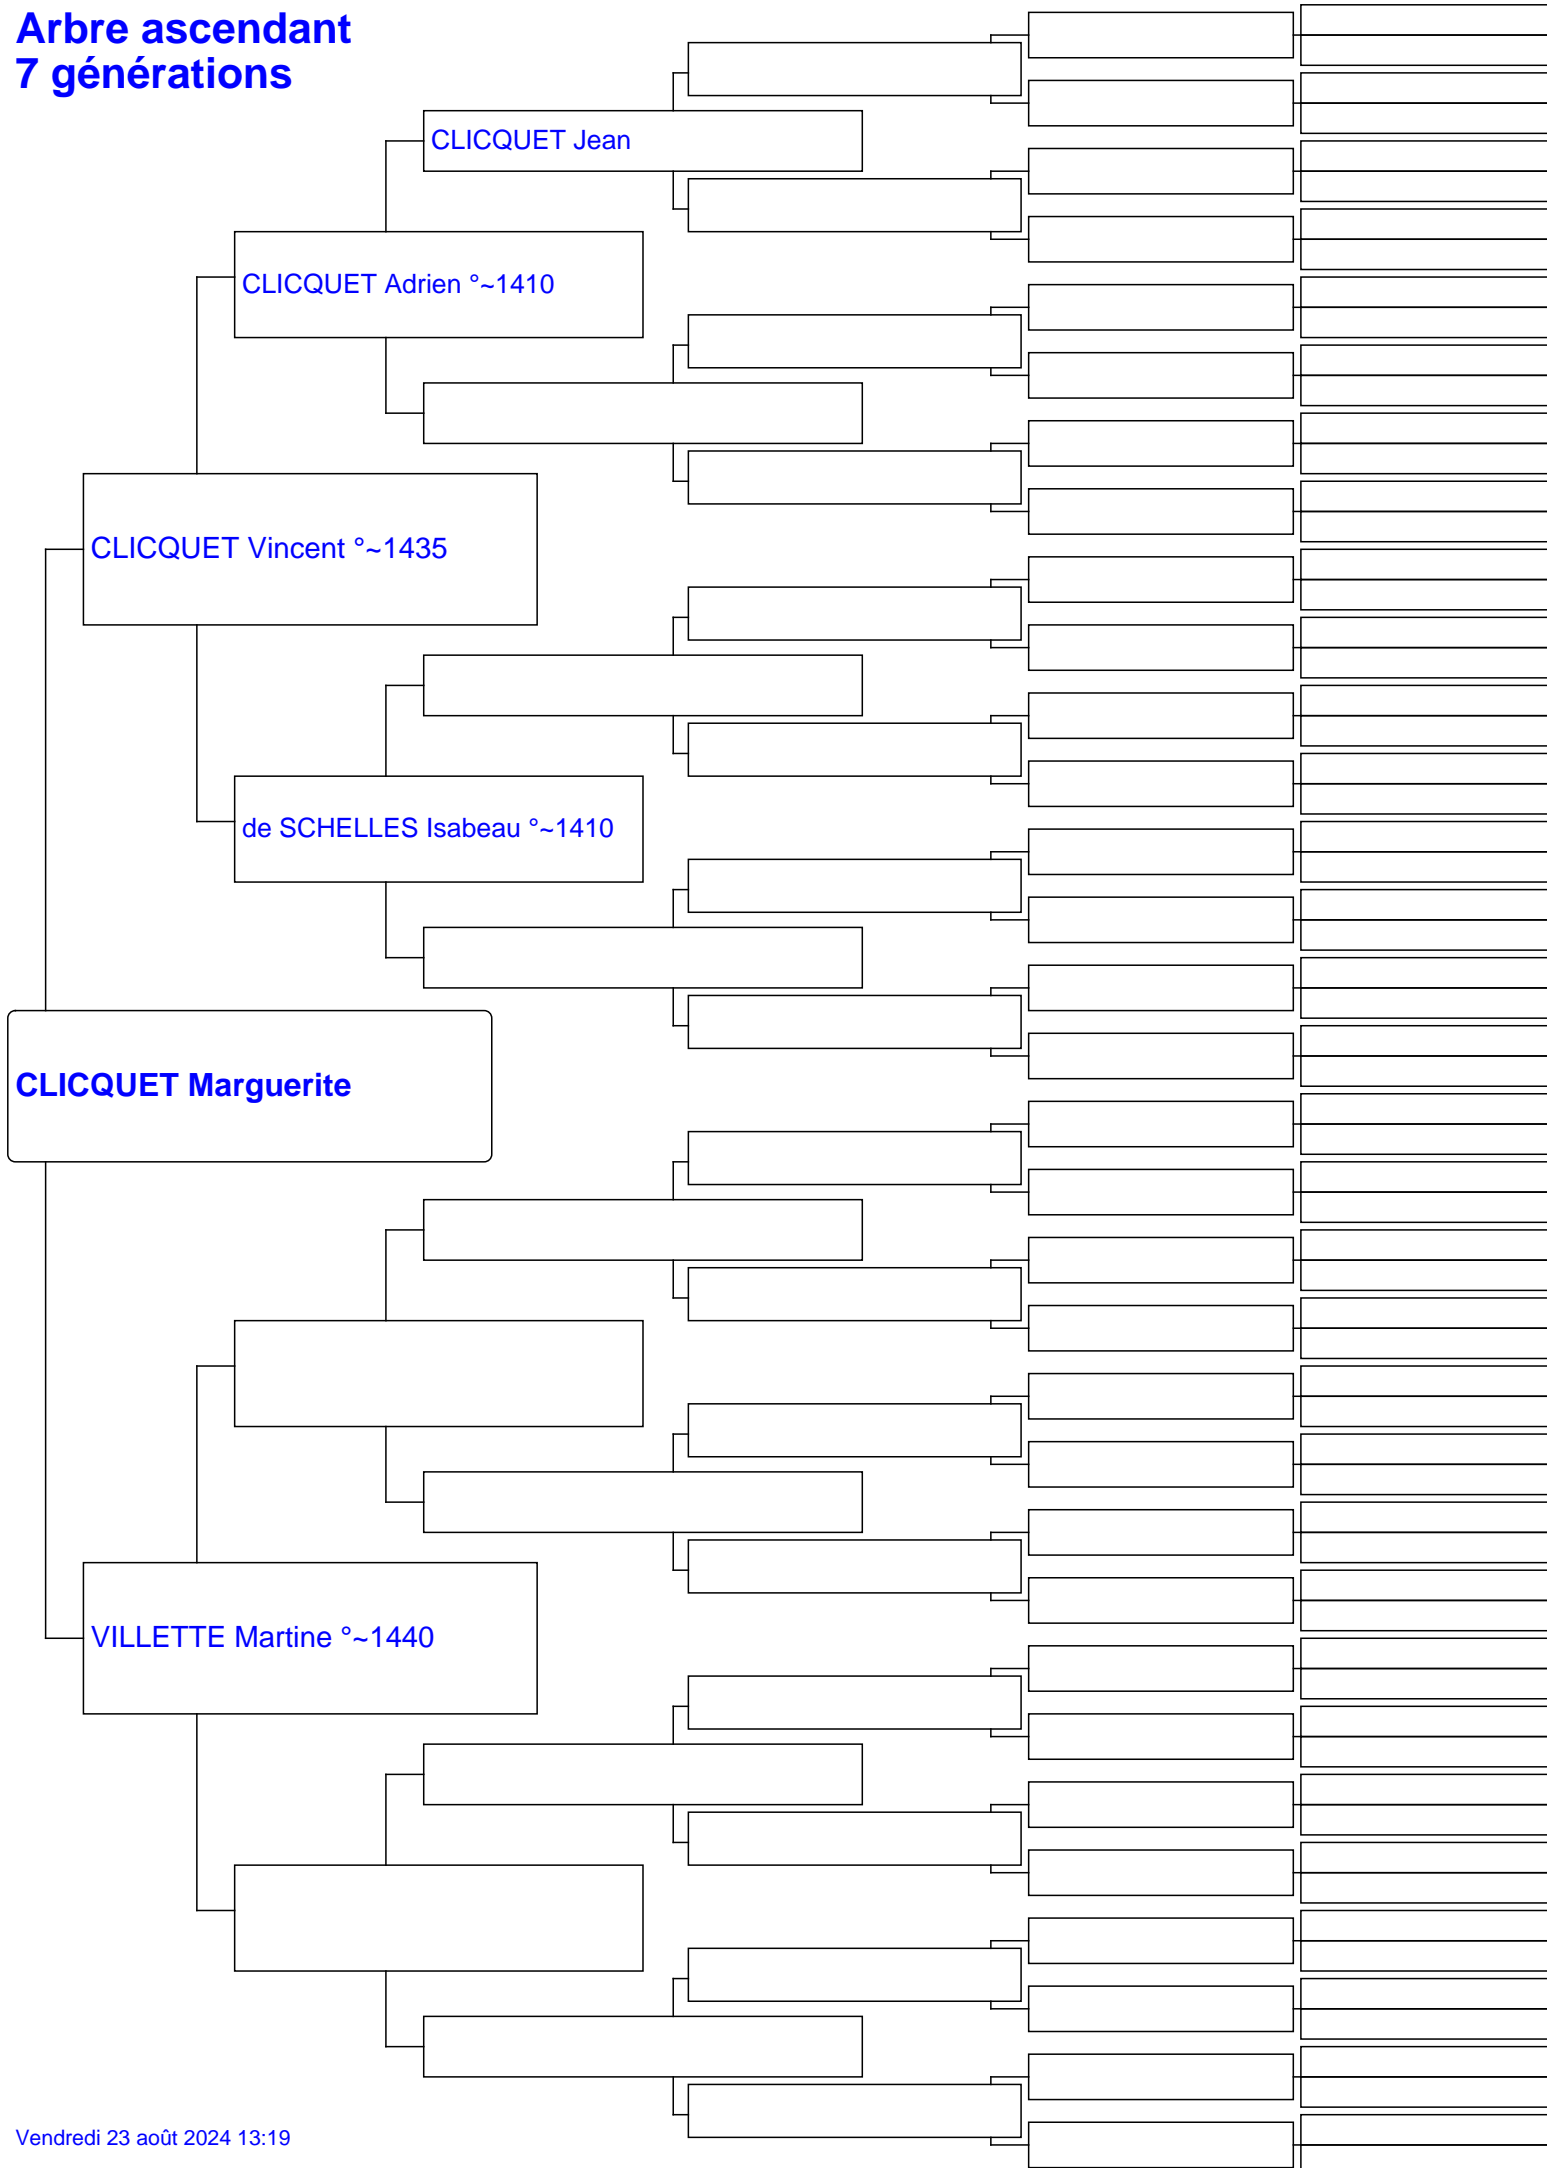 Arbre ascendant
7 générations
CLICQUET Jean
CLICQUET Adrien °~1410
CLICQUET Vincent °~1435
de SCHELLES Isabeau °~1410
CLICQUET Marguerite
VILLETTE Martine °~1440
Vendredi 23 août 2024 13:19